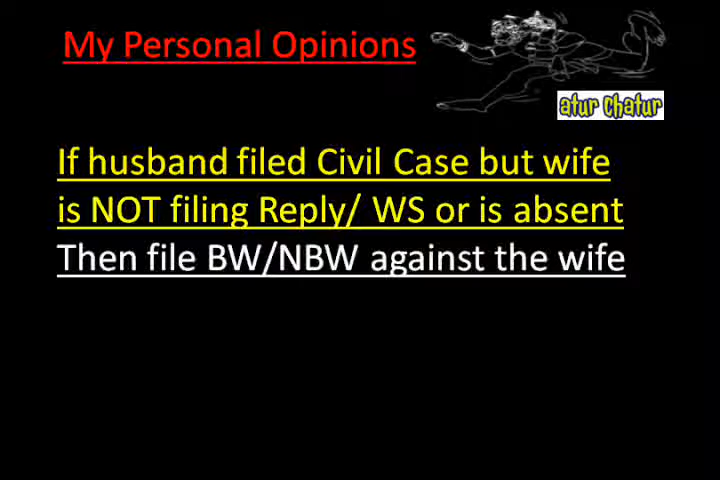 My Personal Opinions
atur chatur
If husband filed Civil Case but wife
is NOT filing Reply/ WS or is absent
Then file BW/NBW against the wife